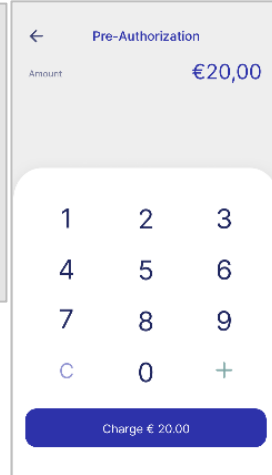 ← Pre-Authorization
Amount €20,00
1 2 3
4 5 6
7 8 9
C 0 +
Charge € 20.00